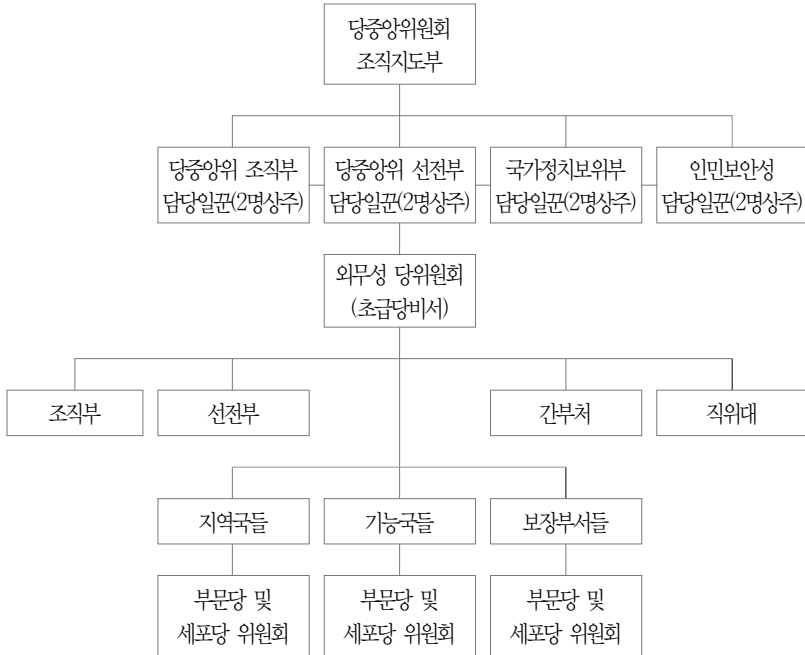 당중앙위원회
조직지도부
당중앙위 조직부
담당일꾼(2명상주)
당중앙위 선전부
담당일꾼(2명상주)
국가정치보위부
담당일꾼(2명상주)
인민보안성
담당일꾼(2명상주)
외무성 당위원회
(초급당비서)
조직부
선전부
간부처
직위대
지역국들
기능국들
보장부서들
부문당 및
세포당 위원회
부문당 및
세포당 위원회
부문당 및
세포당 위원회